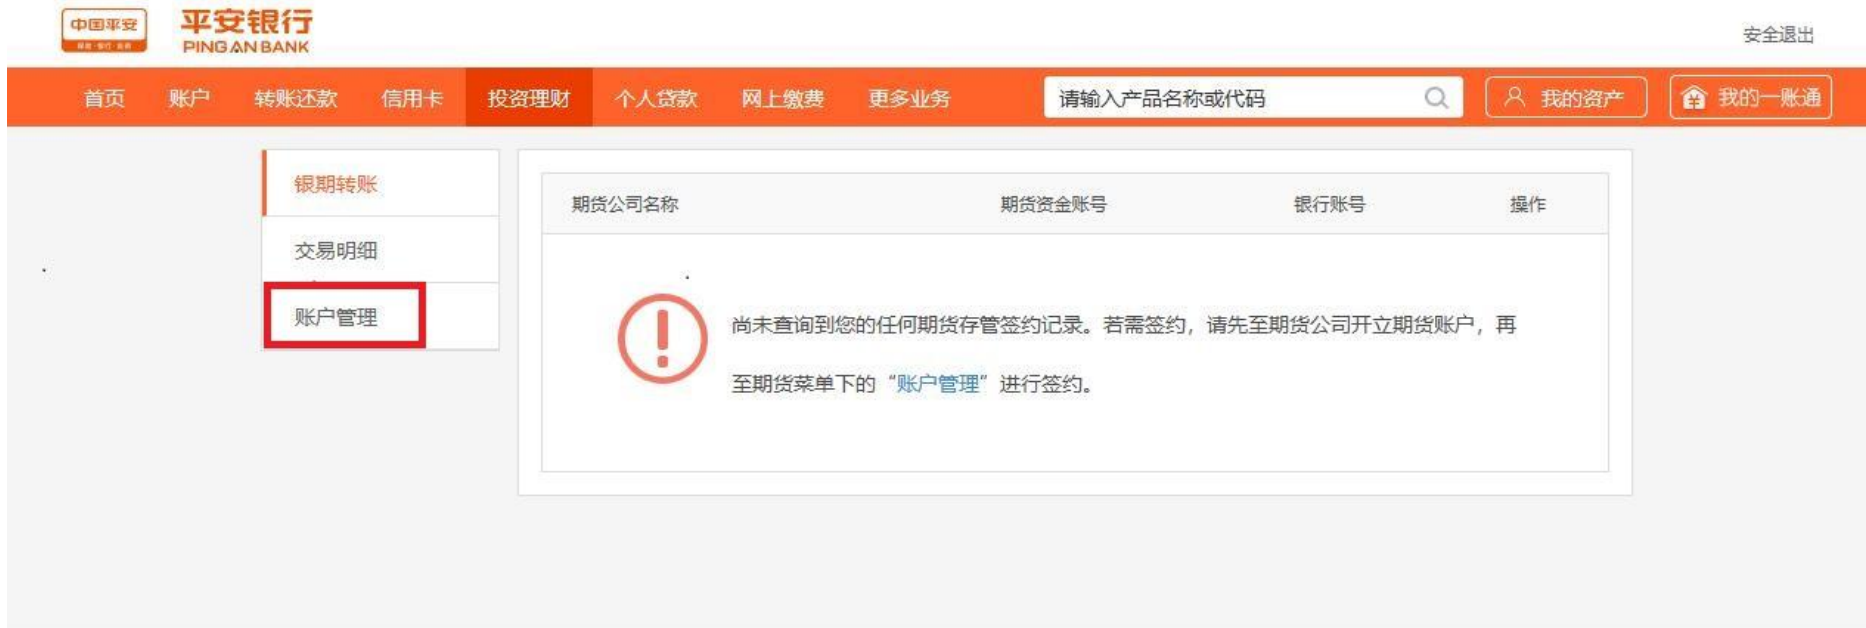 中国平安
平安银行
PING AN BANK
安全退出
首页 账户 转账还款 信用卡 投资理财 个人贷款 网上缴费 更多业务 请输入产品名称或代码 我的资产 我的一账通
银期转账
交易明细
账户管理
期货公司名称 期货资金账号 银行账号 操作
尚未查询到您的任何期货存管签约记录。若需签约，请先至期货公司开立期货账户，再
至期货菜单下的“账户管理”进行签约。